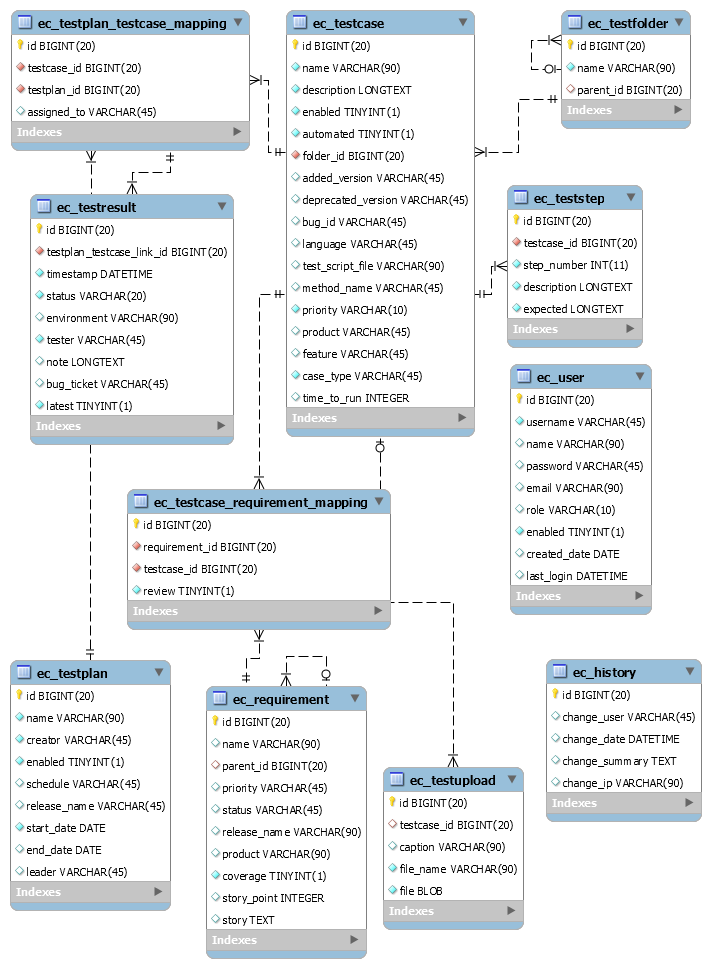 ec_testplan_testcase_mapping
id BIGINT(20)
testcase_id BIGINT(20)
testplan_id BIGINT(20)
assigned_to VARCHAR(45)
Indexes
ec_testcase
id BIGINT(20)
name VARCHAR(90)
description LONGTEXT
enabled TINYINT(1)
automated TINYINT(1)
folder_id BIGINT(20)
added_version VARCHAR(45)
deprecated_version VARCHAR(45)
bug_id VARCHAR(45)
language VARCHAR(45)
test_script_file VARCHAR(90)
method_name VARCHAR(45)
priority VARCHAR(10)
product VARCHAR(45)
feature VARCHAR(45)
case_type VARCHAR(45)
time_to_run INTEGER
Indexes
ec_testfolder
id BIGINT(20)
name VARCHAR(90)
parent_id BIGINT(20)
Indexes
ec_testresult
id BIGINT(20)
testplan_testcase_link_id BIGINT(20)
timestamp DATETIME
status VARCHAR(20)
environment VARCHAR(90)
tester VARCHAR(45)
note LONGTEXT
bug_ticket VARCHAR(45)
latest TINYINT(1)
Indexes
ec_teststep
id BIGINT(20)
testcase_id BIGINT(20)
step_number INT(11)
description LONGTEXT
expected LONGTEXT
Indexes
ec_user
id BIGINT(20)
username VARCHAR(45)
name VARCHAR(90)
password VARCHAR(45)
email VARCHAR(90)
role VARCHAR(10)
enabled TINYINT(1)
created_date DATE
last_login DATETIME
Indexes
ec_testcase_requirement_mapping
id BIGINT(20)
requirement_id BIGINT(20)
testcase_id BIGINT(20)
review TINYINT(1)
Indexes
ec_testplan
id BIGINT(20)
name VARCHAR(90)
creator VARCHAR(45)
enabled TINYINT(1)
schedule VARCHAR(45)
release_name VARCHAR(45)
start_date DATE
end_date DATE
leader VARCHAR(45)
Indexes
ec_requirement
id BIGINT(20)
name VARCHAR(90)
parent_id BIGINT(20)
priority VARCHAR(45)
status VARCHAR(45)
release_name VARCHAR(90)
product VARCHAR(90)
coverage TINYINT(1)
story_point INTEGER
story TEXT
Indexes
ec_testupload
id BIGINT(20)
testcase_id BIGINT(20)
caption VARCHAR(90)
file_name VARCHAR(90)
file BLOB
Indexes
ec_history
id BIGINT(20)
change_user VARCHAR(45)
change_date DATETIME
change_summary TEXT
change_ip VARCHAR(90)
Indexes